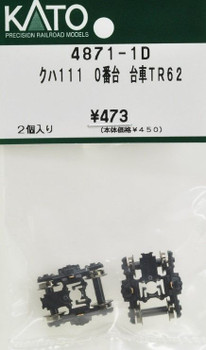 KATO
PRECISION RAILROAD MODELS
4871-1D
クハ111 0番台 台車TR62
¥473
2個入り (本体価格¥450)